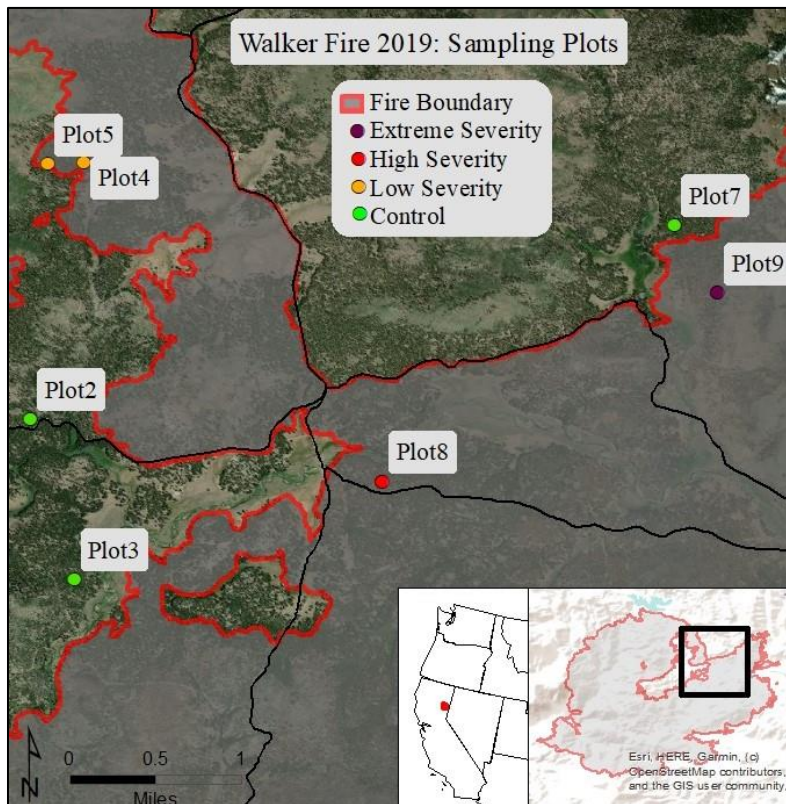 Walker Fire 2019: Sampling Plots
Fire Boundary
Extreme Severity
High Severity
Low Severity
Control
Plot5
Plot4
Plot7
Plot9
Plot2
Plot8
Plot3
N
0 0.5 1
Miles
Esri, HERE, Garmin, (c)
OpenStreetMap contributors,
and the GIS user community.